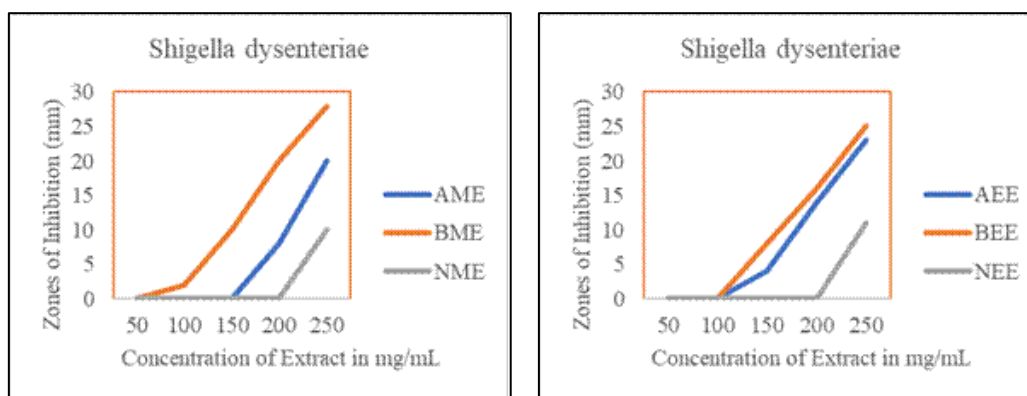 Shigella dysenteriae
Zones of Inhibition (mm)
30
25
20
15
10
5
0
50 100 150 200 250
Concentration of Extract in mg/mL
AME
BME
NME
Shigella dysenteriae
Zones of Inhibition (mm)
30
25
20
15
10
5
0
50 100 150 200 250
Concentration of Extract in mg/mL
AEE
BEE
NEE